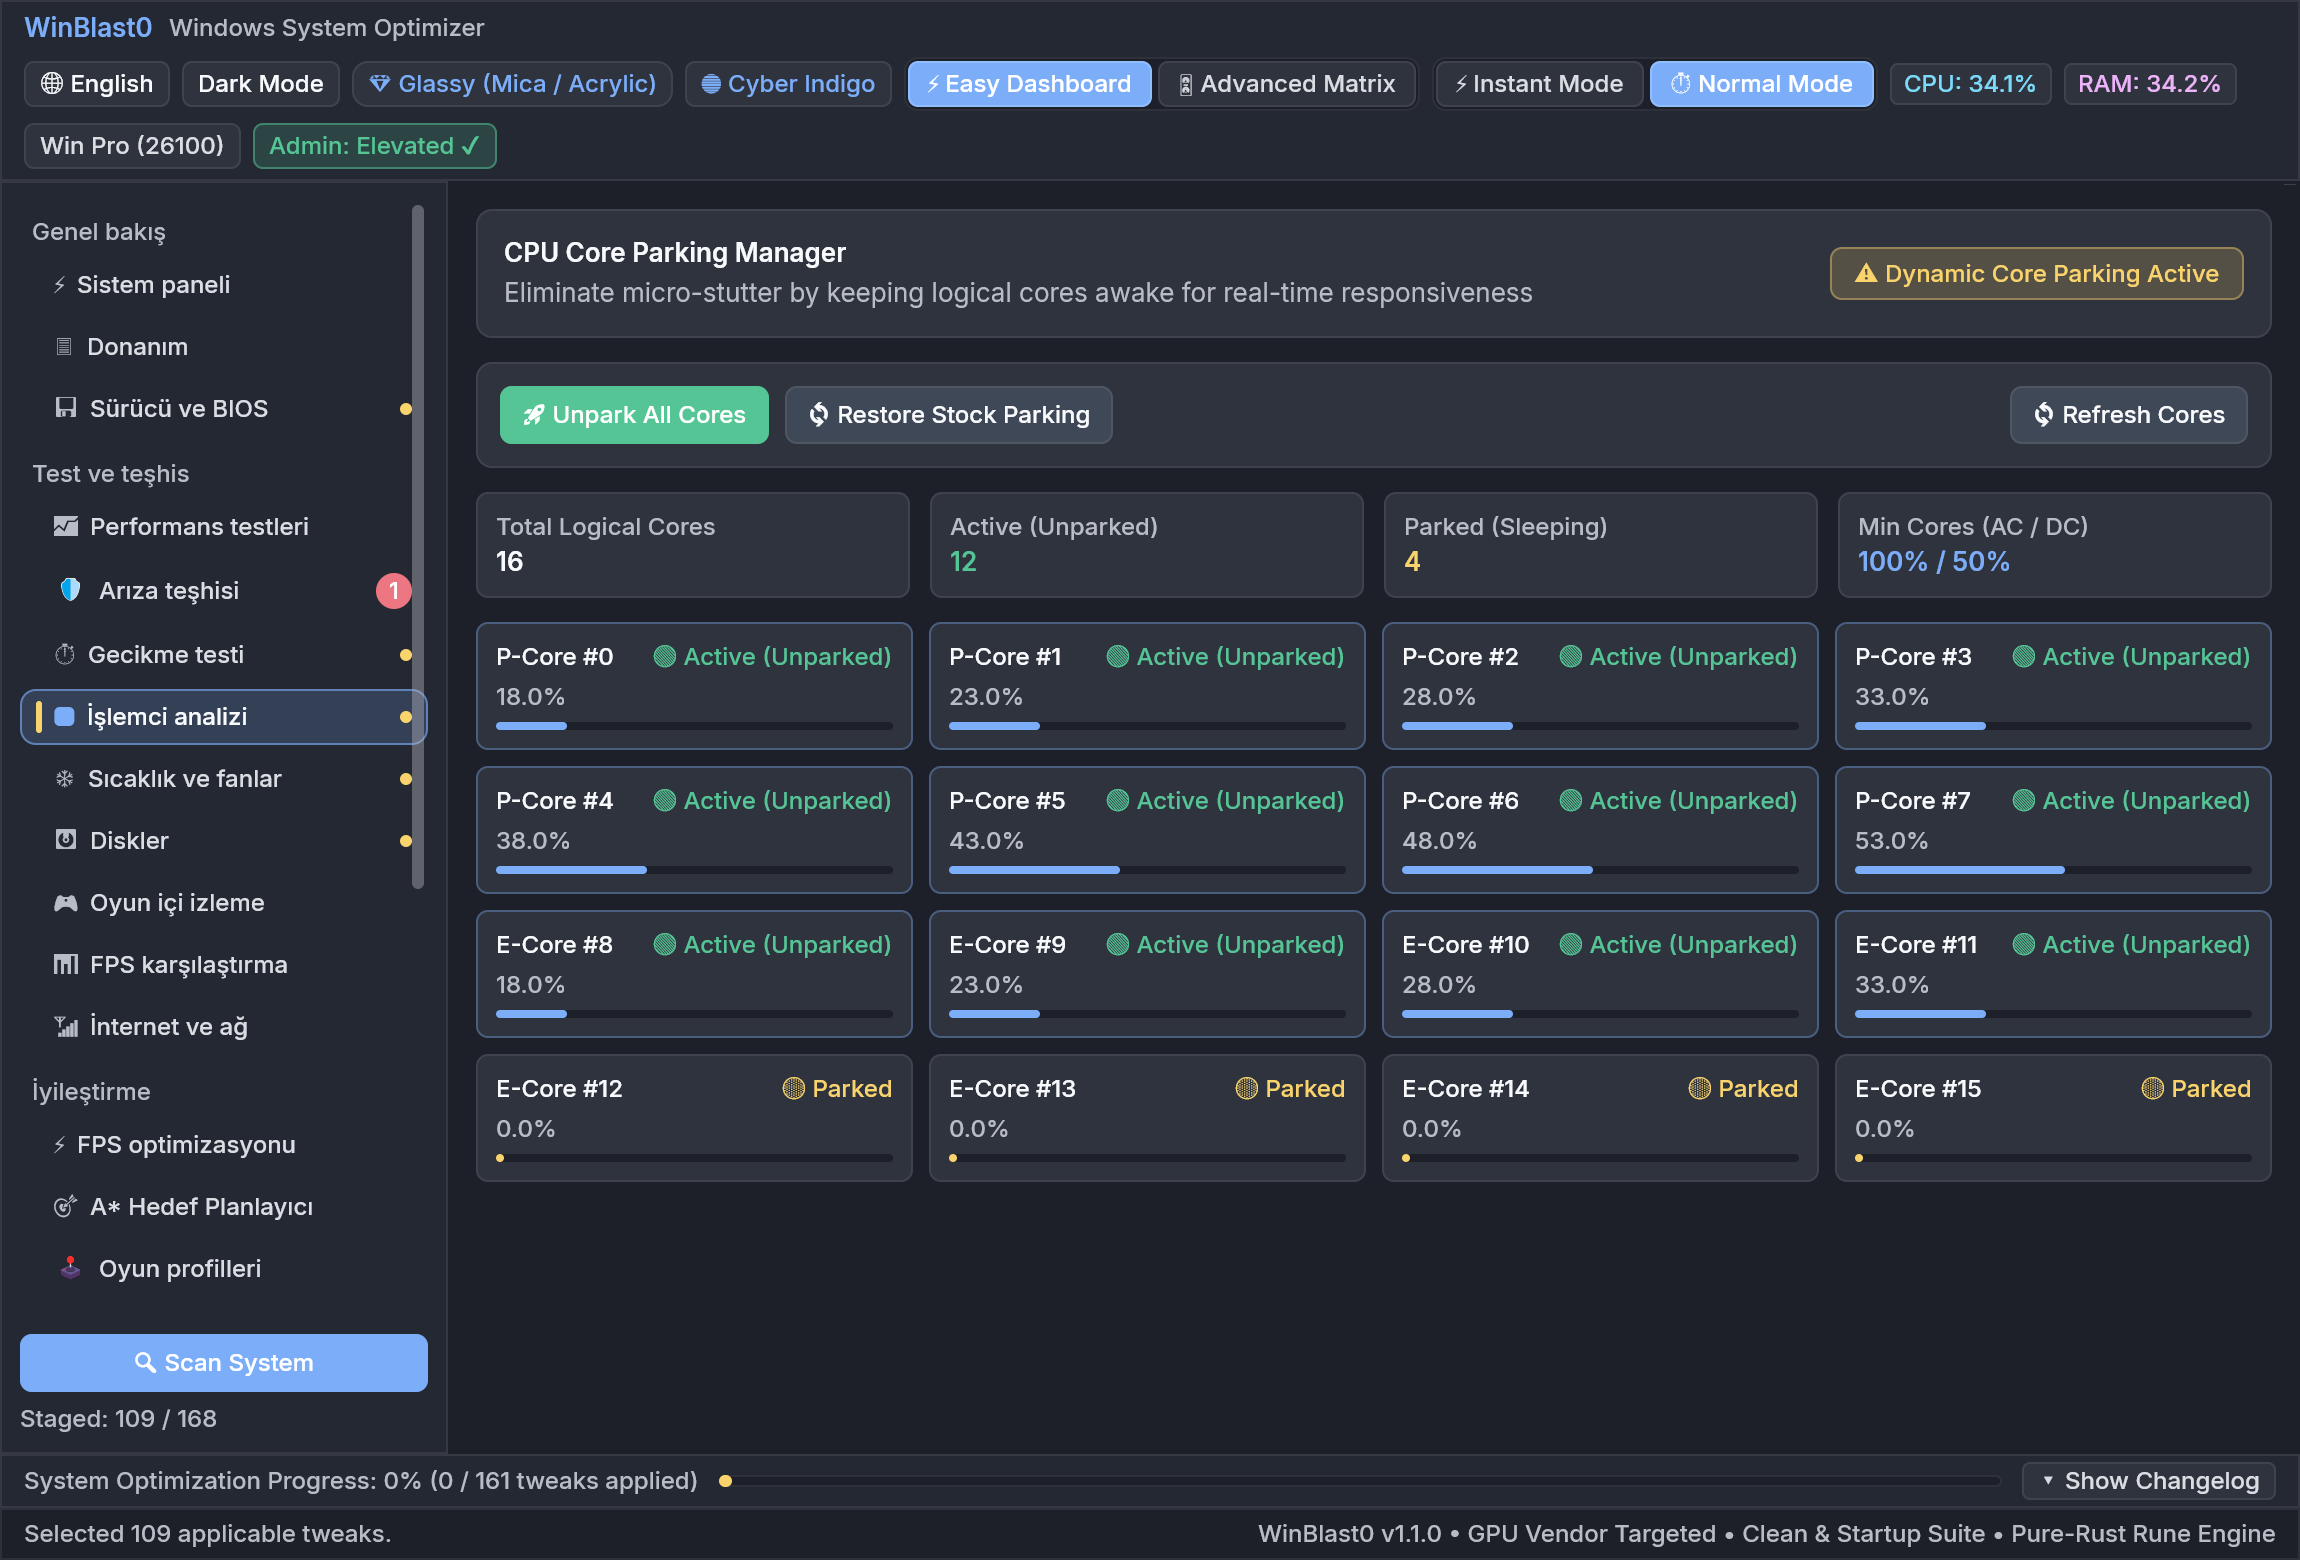 WinBlast0 Windows System Optimizer
English Dark Mode Glassy (Mica / Acrylic) Cyber Indigo Easy Dashboard Advanced Matrix Instant Mode Normal Mode CPU: 34.1% RAM: 34.2%
Win Pro (26100) Admin: Elevated ✓
Genel bakış
Sistem paneli
Donanım
Sürücü ve BIOS
Test ve teşhis
Performans testleri
Arıza teşhisi 1
Gecikme testi
İşlemci analizi
Sıcaklık ve fanlar
Diskler
Oyun içi izleme
FPS karşılaştırma
İnternet ve ağ
İyileştirme
FPS optimizasyonu
A* Hedef Planlayıcı
Oyun profilleri
Scan System
Staged: 109 / 168
CPU Core Parking Manager
Eliminate micro-stutter by keeping logical cores awake for real-time responsiveness
Dynamic Core Parking Active
Unpark All Cores Restore Stock Parking Refresh Cores
Total Logical Cores Active (Unparked) Parked (Sleeping) Min Cores (AC / DC)
16 12 4 100% / 50%
P-Core #0 Active (Unparked) P-Core #1 Active (Unparked) P-Core #2 Active (Unparked) P-Core #3 Active (Unparked)
18.0% 23.0% 28.0% 33.0%
P-Core #4 Active (Unparked) P-Core #5 Active (Unparked) P-Core #6 Active (Unparked) P-Core #7 Active (Unparked)
38.0% 43.0% 48.0% 53.0%
E-Core #8 Active (Unparked) E-Core #9 Active (Unparked) E-Core #10 Active (Unparked) E-Core #11 Active (Unparked)
18.0% 23.0% 28.0% 33.0%
E-Core #12 Parked E-Core #13 Parked E-Core #14 Parked E-Core #15 Parked
0.0% 0.0% 0.0% 0.0%
System Optimization Progress: 0% (0 / 161 tweaks applied) ▾ Show Changelog
Selected 109 applicable tweaks. WinBlast0 v1.1.0 • GPU Vendor Targeted • Clean & Startup Suite • Pure-Rust Rune Engine